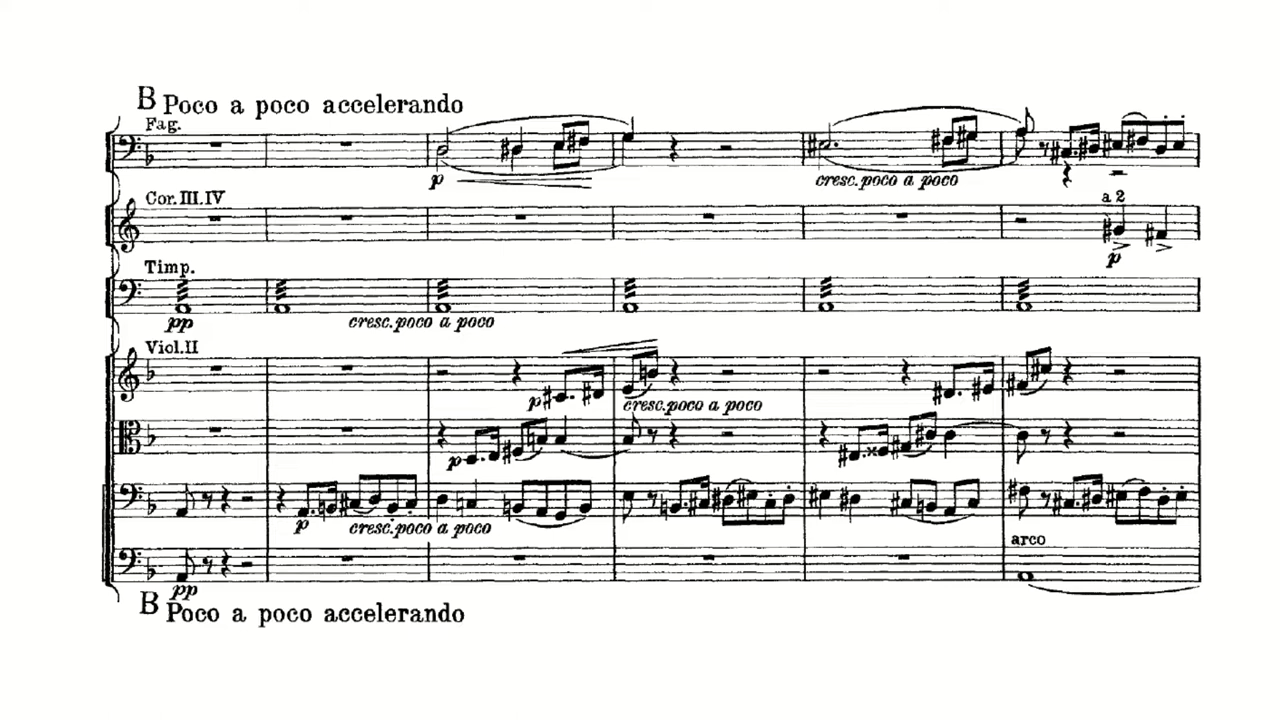 B Poco a poco accelerando
Fag.
p
cresc. poco a poco
Cor. III. IV
a 2
p
Timp.
pp
cresc. poco a poco
Viol. II
p
cresc. poco a poco
p
p
cresc. poco a poco
arco
pp
B Poco a poco accelerando